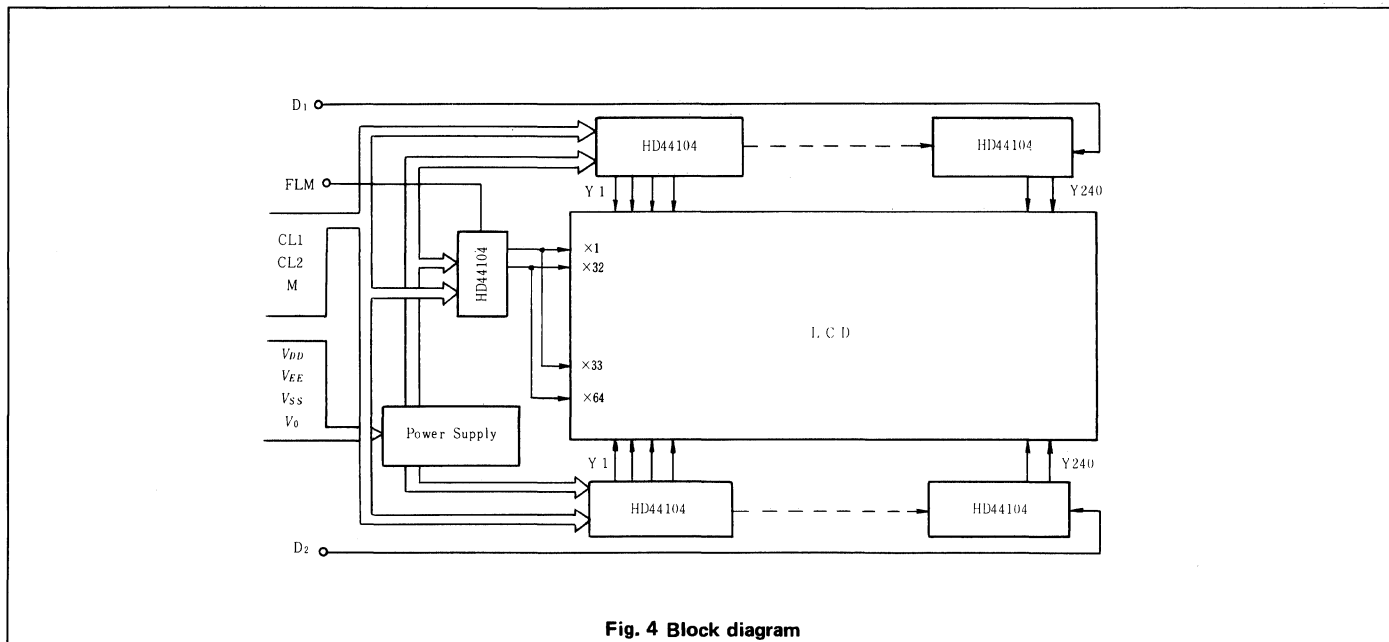 D1
HD44104
HD44104
FLM
Y1
Y240
CL1
CL2
M
HD44104
×1
×32
LCD
VDD
VEE
VSS
V0
×33
×64
Power Supply
Y1
Y240
HD44104
HD44104
D2
Fig. 4 Block diagram